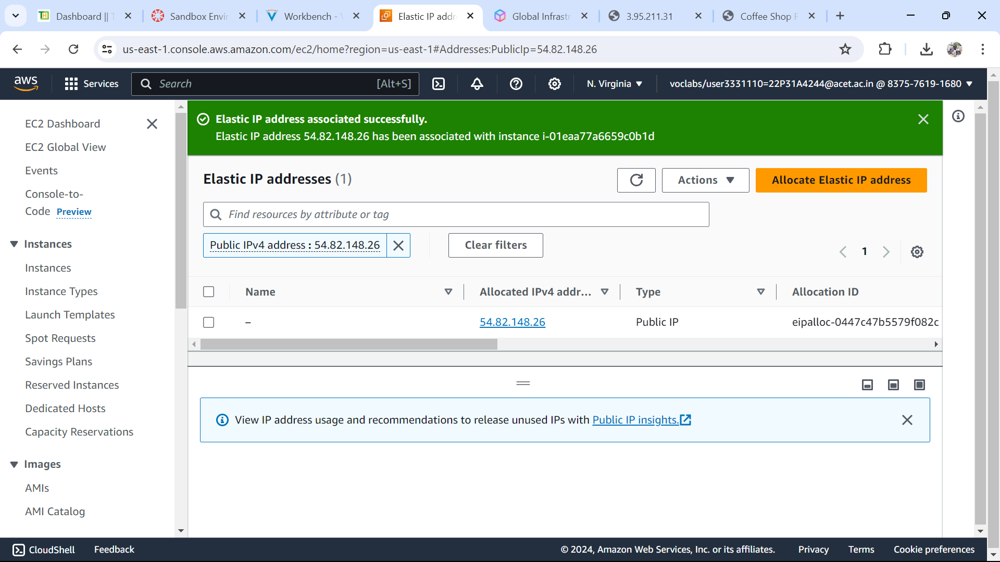 Dashboard || T
Sandbox Envir
Workbench - V
Elastic IP addr
Global Infrastr
3.95.211.31
Coffee Shop F
us-east-1.console.aws.amazon.com/ec2/home?region=us-east-1#Addresses:PublicIp=54.82.148.26
aws
Services
Search
[Alt+S]
N. Virginia
voclabs/user3331110=22P31A4244@acet.ac.in @ 8375-7619-1680
EC2 Dashboard
EC2 Global View
Events
Console-to-
Code Preview
Instances
Instances
Instance Types
Launch Templates
Spot Requests
Savings Plans
Reserved Instances
Dedicated Hosts
Capacity Reservations
Images
AMIs
AMI Catalog
Elastic IP address associated successfully.
Elastic IP address 54.82.148.26 has been associated with instance i-01eaa77a6659c0b1d
Elastic IP addresses (1)
Actions
Allocate Elastic IP address
Find resources by attribute or tag
Public IPv4 address : 54.82.148.26
Clear filters
1
Name
Allocated IPv4 addr...
Type
Allocation ID
–
54.82.148.26
Public IP
eipalloc-0447c47b5579f082c
View IP address usage and recommendations to release unused IPs with Public IP insights.
CloudShell
Feedback
© 2024, Amazon Web Services, Inc. or its affiliates.
Privacy
Terms
Cookie preferences